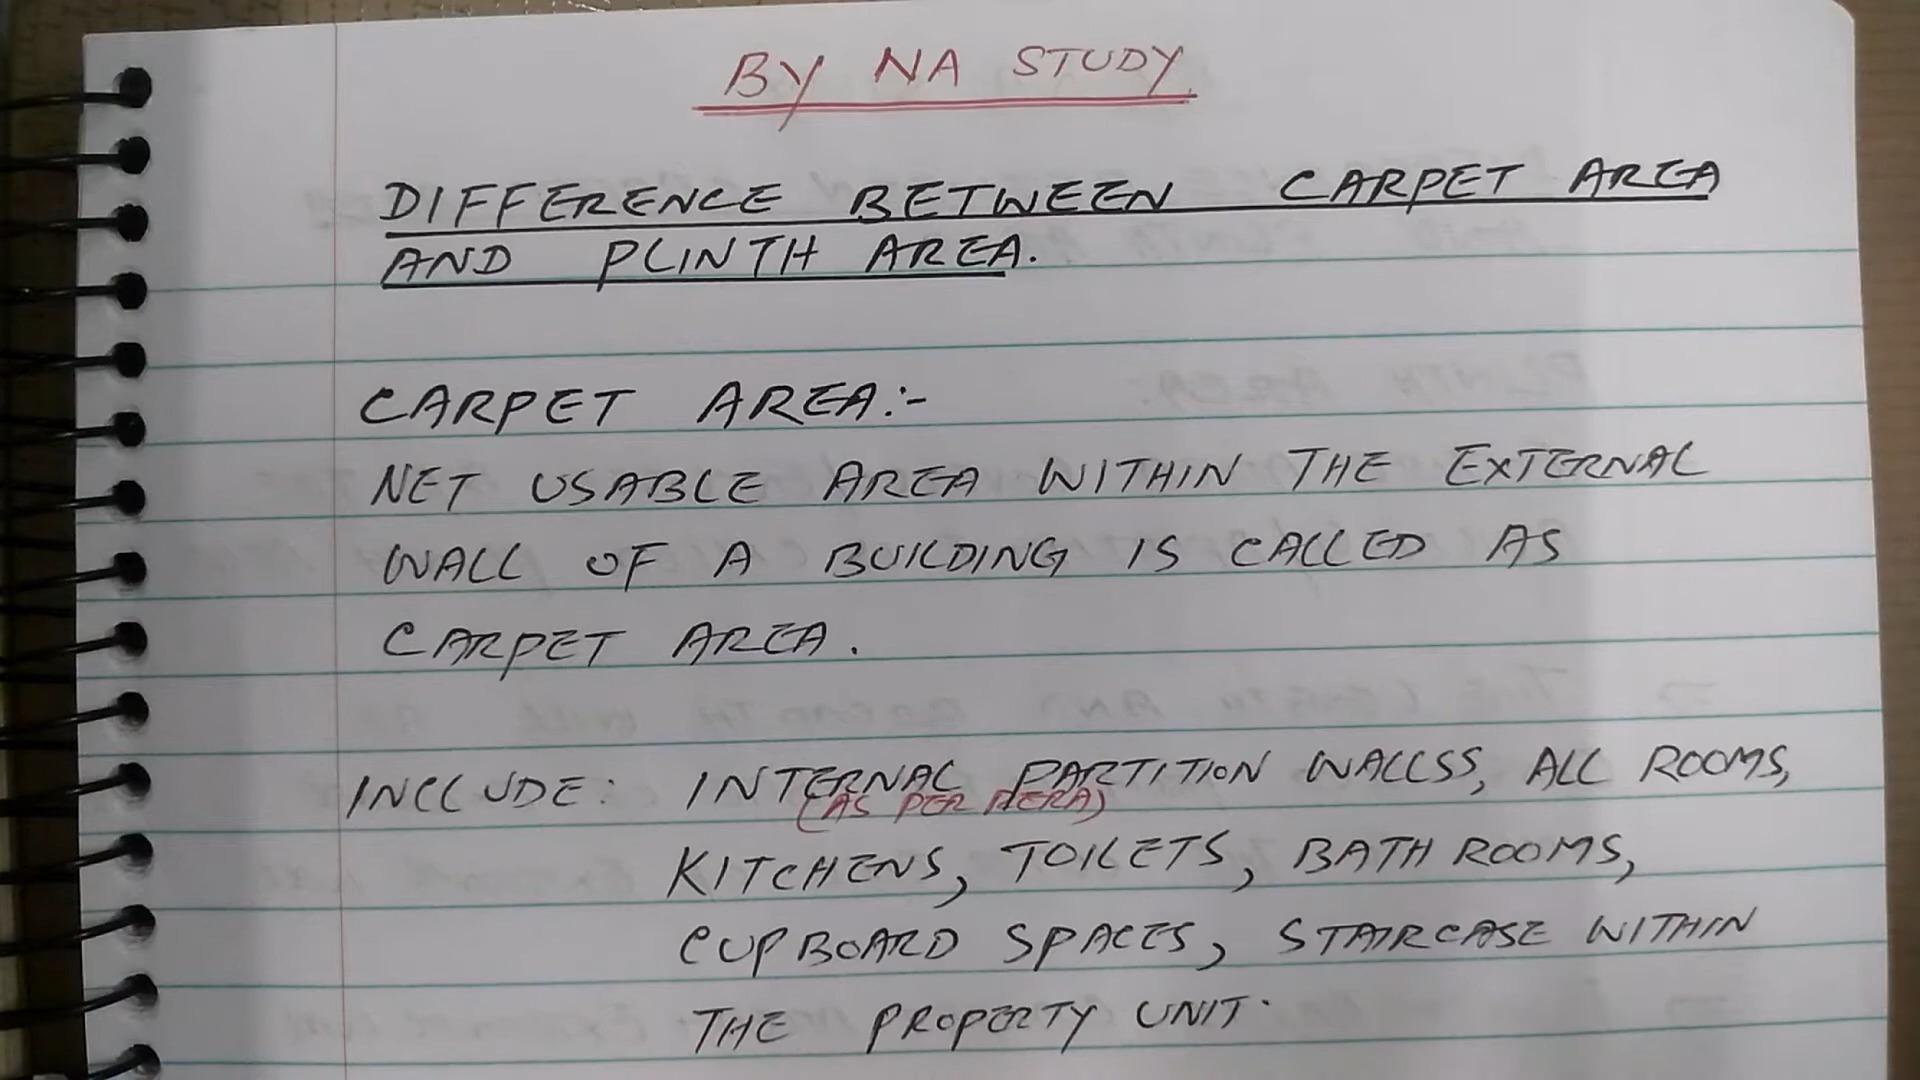 BY NA STUDY
DIFFERENCE BETWEEN CARPET AREA
AND PLINTH AREA.
CARPET AREA:-
NET USABLE AREA WITHIN THE EXTERNAL
WALL OF A BUILDING IS CALLED AS
CARPET AREA.
INCLUDE: INTERNAL PARTITION WALLSS, ALL ROOMS,
(AS PER RERA)
KITCHENS, TOILETS, BATH ROOMS,
CUPBOARD SPACES, STAIRCASE WITHIN
THE PROPERTY UNIT.